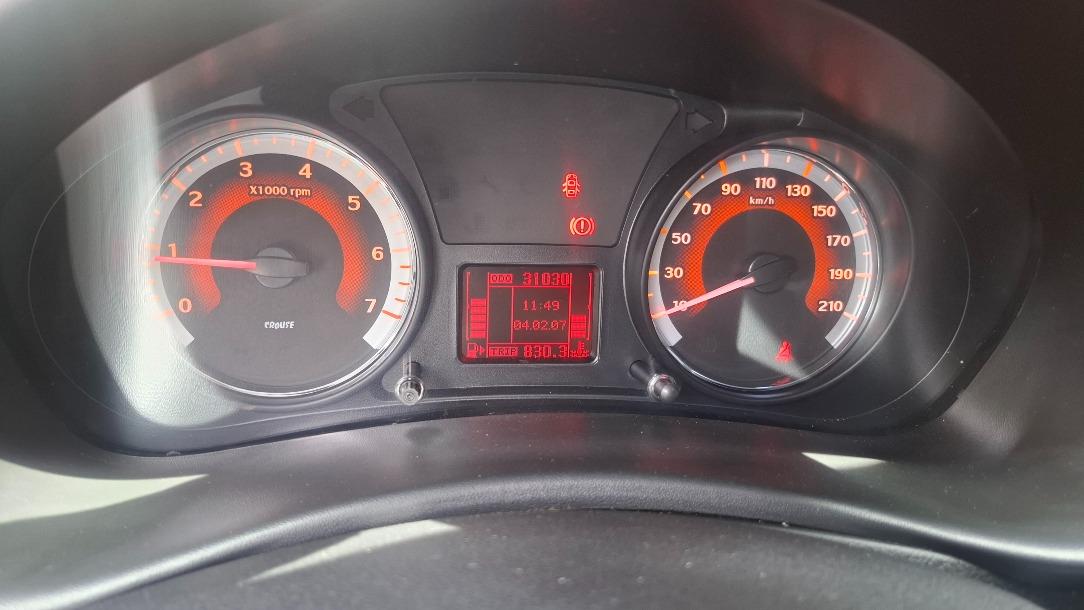 0 1 2 3 4 5 6 7
X1000 rpm
CROUSE
ODO 31030
11:49
04.02.07
TRIP 830.3
10 30 50 70 90 110 130 150 170 190 210
km/h